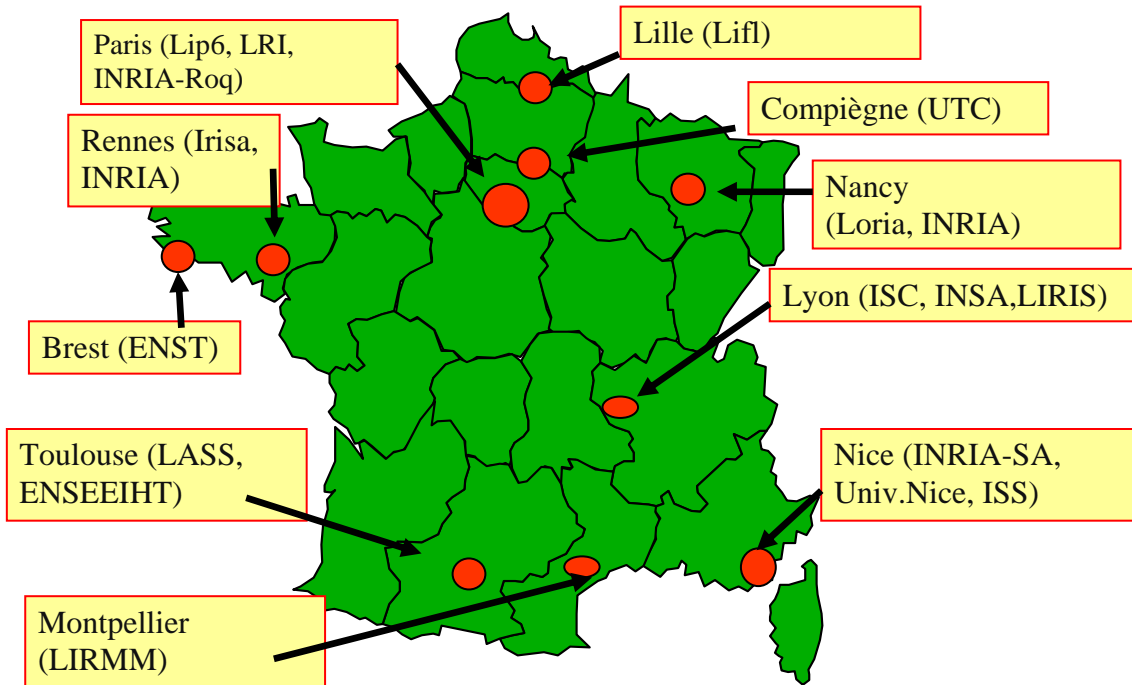 Paris (Lip6, LRI,
INRIA-Roq)
Lille (Lifl)
Compiègne (UTC)
Rennes (Irisa,
INRIA)
Nancy
(Loria, INRIA)
Lyon (ISC, INSA,LIRIS)
Brest (ENST)
Toulouse (LASS,
ENSEEIHT)
Nice (INRIA-SA,
Univ.Nice, ISS)
Montpellier
(LIRMM)